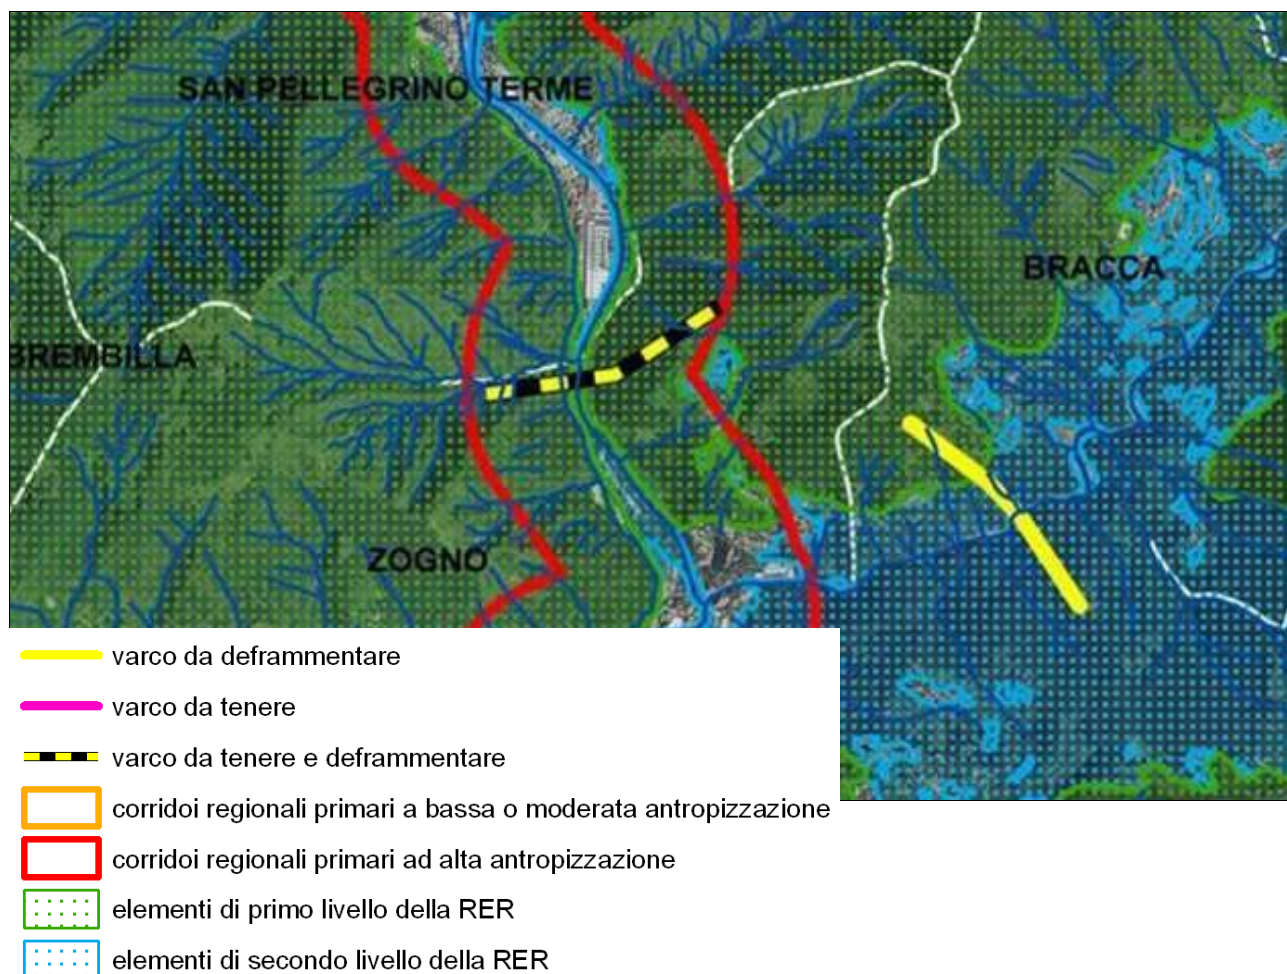 SAN PELLEGRINO TERME
BRACCA
BREMBILLA
ZOGNO
varco da deframmentare
varco da tenere
varco da tenere e deframmentare
corridoi regionali primari a bassa o moderata antropizzazione
corridoi regionali primari ad alta antropizzazione
elementi di primo livello della RER
elementi di secondo livello della RER